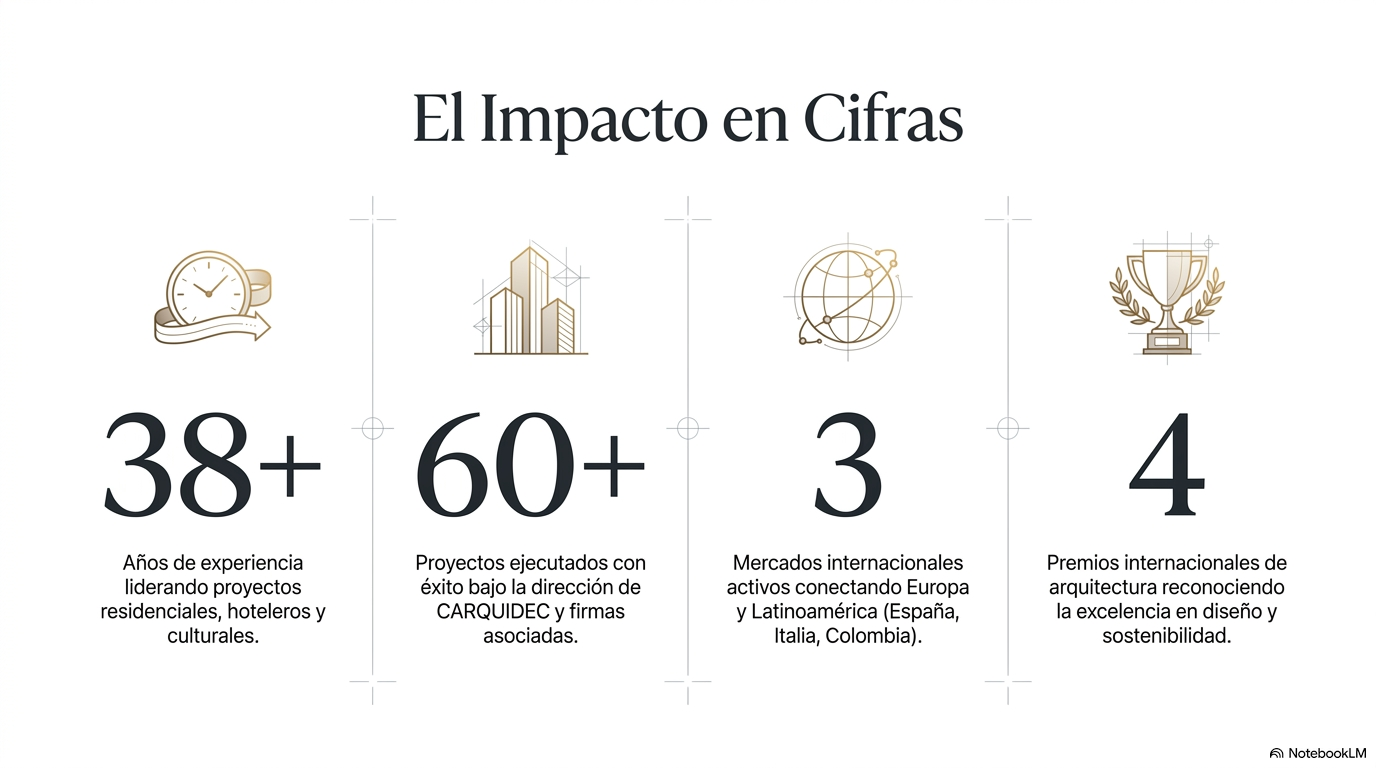 El Impacto en Cifras
38+
Años de experiencia
liderando proyectos
residenciales, hoteleros y
culturales.
60+
Proyectos ejecutados con
éxito bajo la dirección de
CARQUIDEC y firmas
asociadas.
3
Mercados internacionales
activos conectando Europa
y Latinoamérica (España,
Italia, Colombia).
4
Premios internacionales de
arquitectura reconociendo
la excelencia en diseño y
sostenibilidad.
NotebookLM